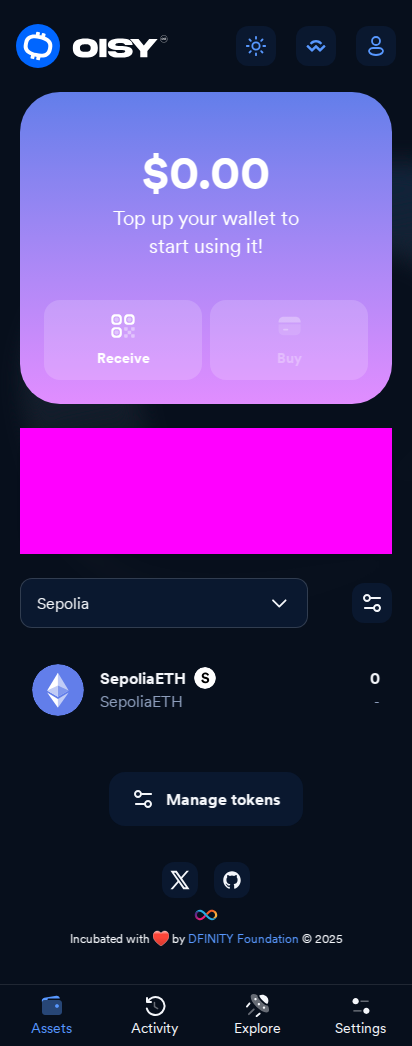 OISY
$0.00
Top up your wallet to
start using it!
Receive
Buy
Sepolia
SepoliaETH S
0
SepoliaETH
-
Manage tokens
Incubated with ❤️ by DFINITY Foundation © 2025
Assets
Activity
Explore
Settings